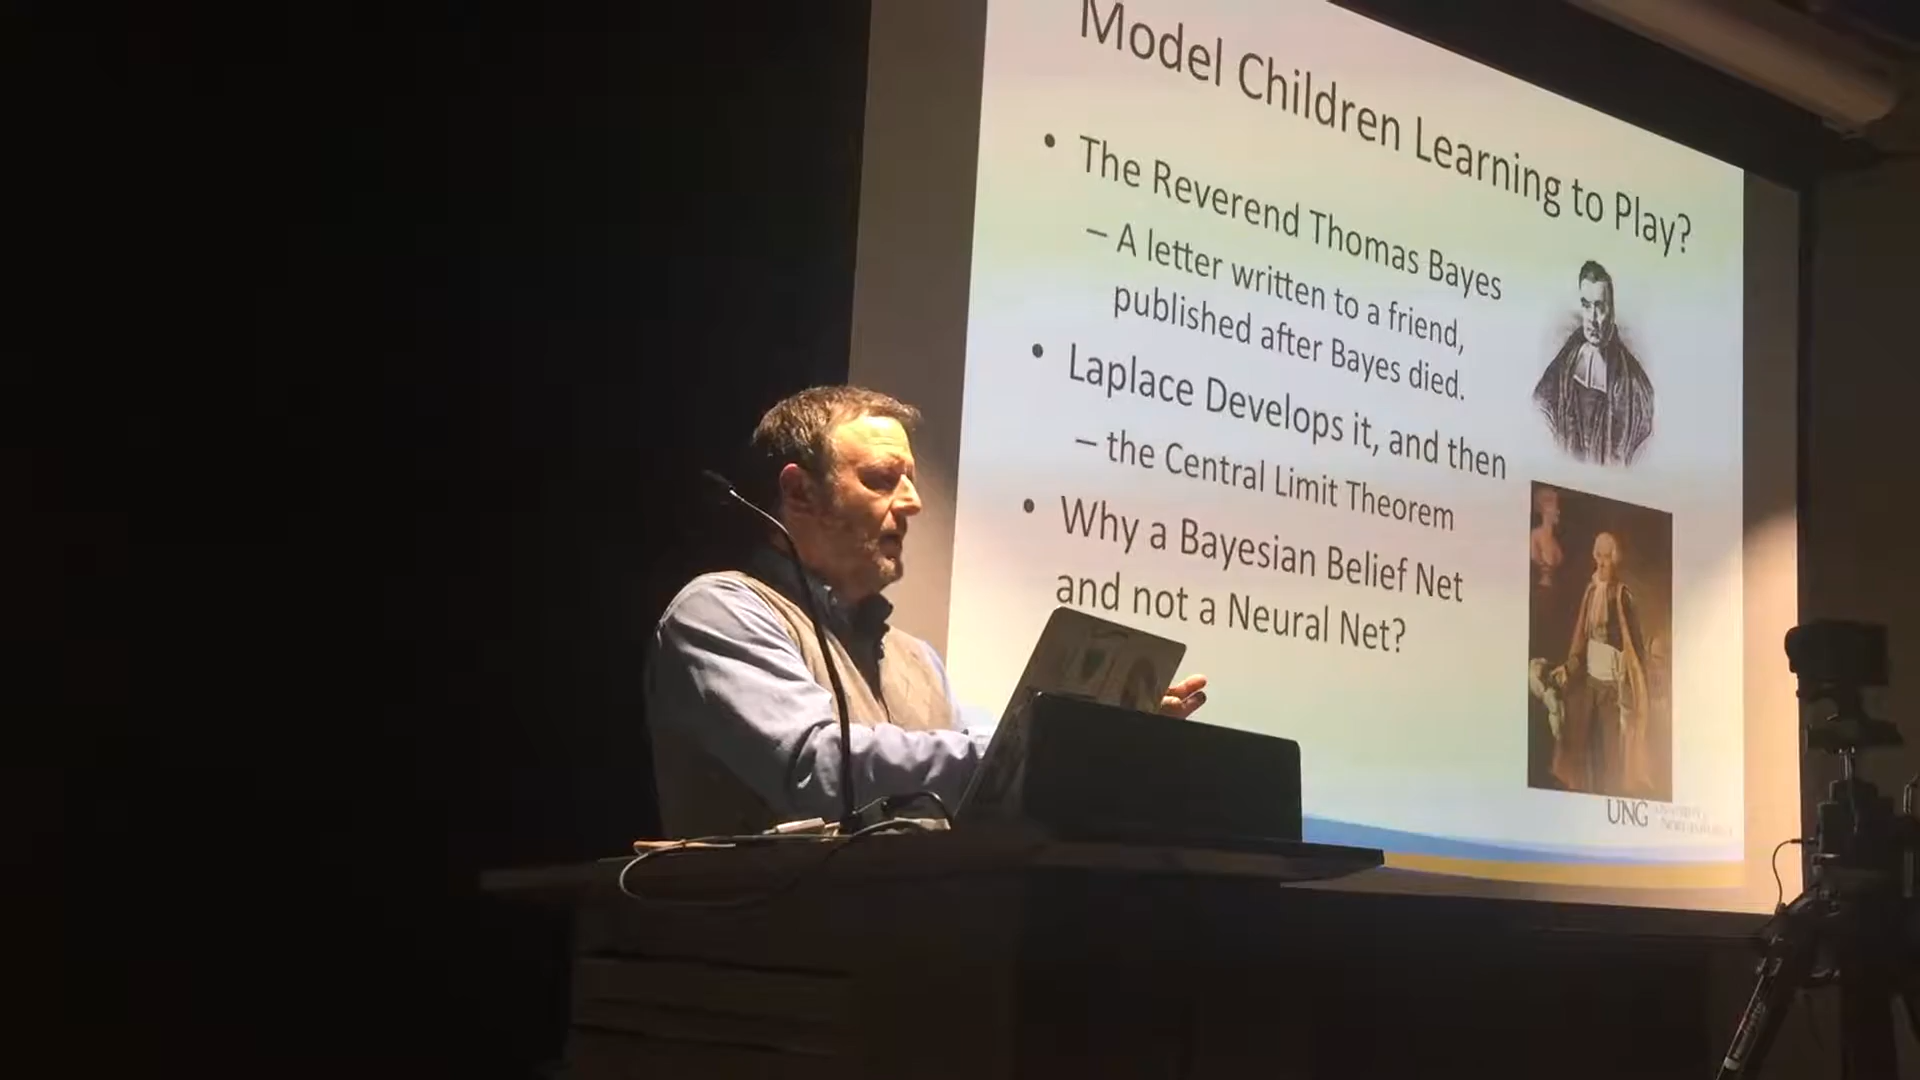 Model Children Learning to Play?
• The Reverend Thomas Bayes
– A letter written to a friend,
published after Bayes died.
• Laplace Develops it, and then
– the Central Limit Theorem
• Why a Bayesian Belief Net
and not a Neural Net?
UNG